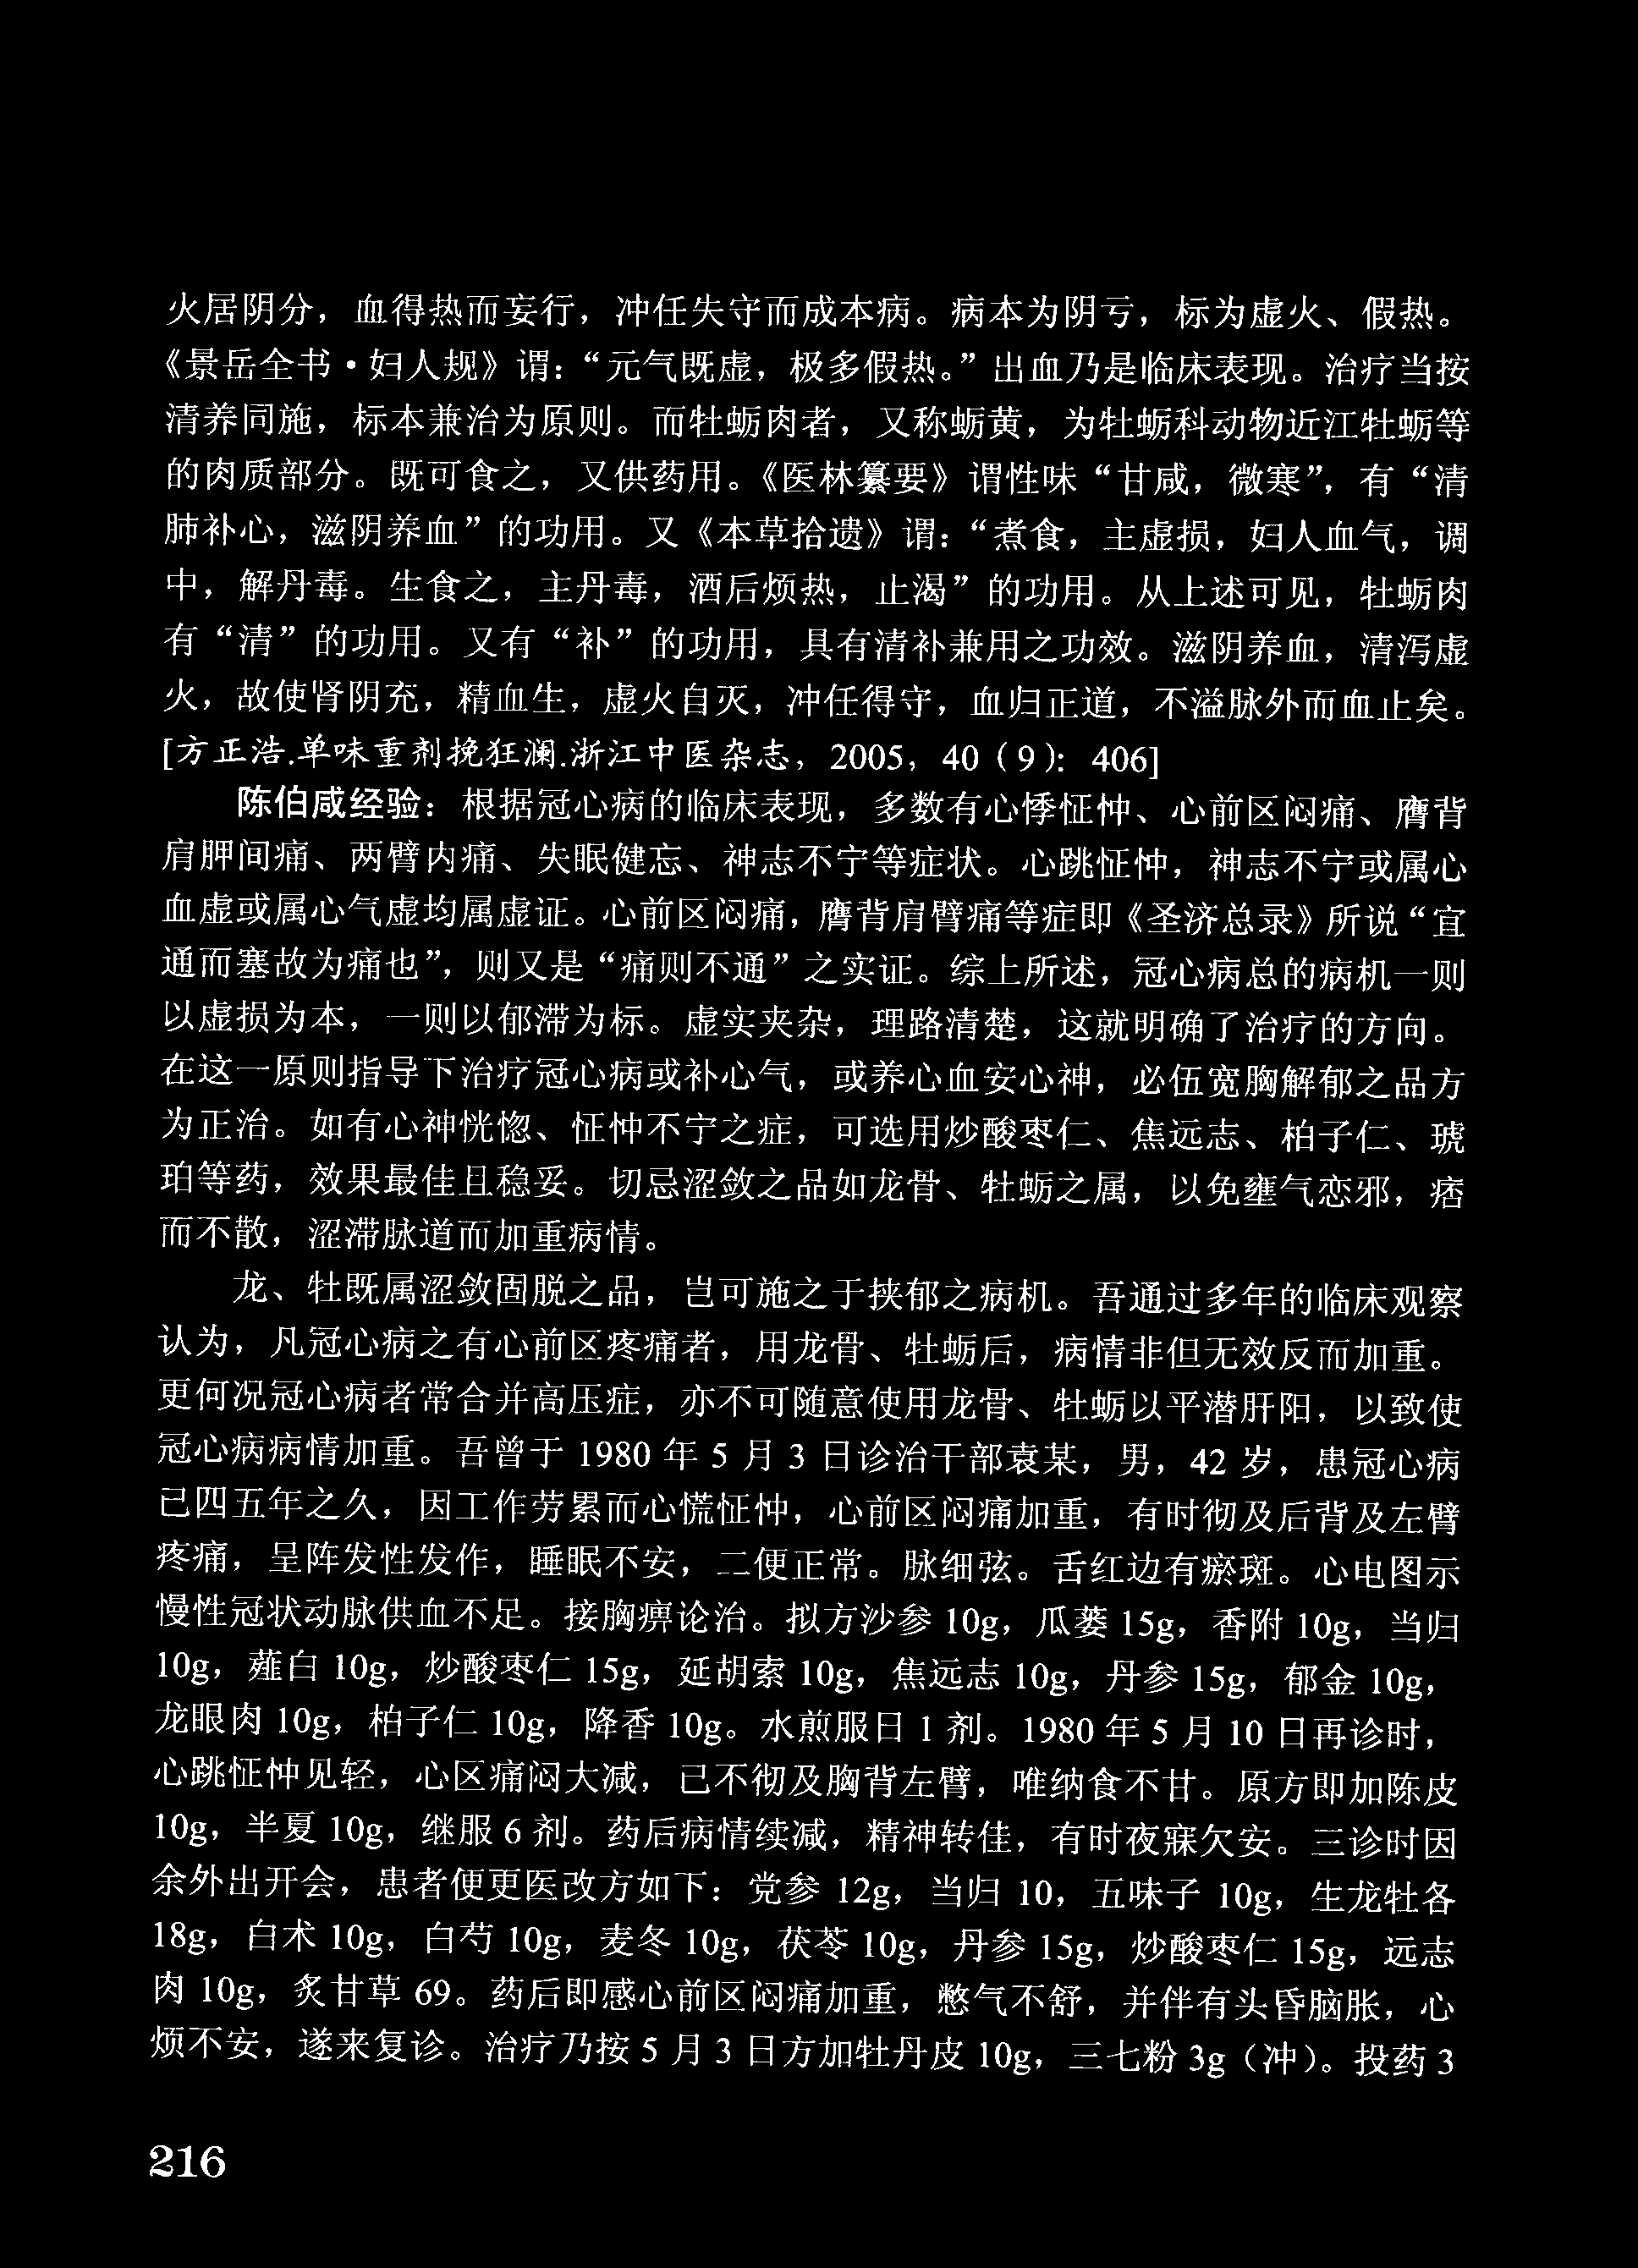 火居阴分，血得热而妄行，冲任失守而成本病。病本为阴亏，标为虚火、假热。
《景岳全书·妇人规》谓：“元气既虚，极多假热。”出血乃是临床表现。治疗当按
清养同施，标本兼治为原则。而牡蛎肉者，又称蛎黄，为牡蛎科动物近江牡蛎等
的肉质部分。既可食之，又供药用。《医林纂要》谓性味“甘咸，微寒”，有“清
肺补心，滋阴养血”的功用。又《本草拾遗》谓：“煮食，主虚损，妇人血气，调
中，解丹毒。生食之，主丹毒，酒后烦热，止渴”的功用。从上述可见，牡蛎肉
有“清”的功用。又有“补”的功用，具有清补兼用之功效。滋阴养血，清泻虚
火，故使肾阴充，精血生，虚火自灭，冲任得守，血归正道，不溢脉外而血止矣。
[方正浩.单味重剂挽狂澜.浙江中医杂志，2005，40（9）：406]
陈伯咸经验：根据冠心病的临床表现，多数有心悸怔忡、心前区闷痛、膺背
肩胛间痛、两臂内痛、失眠健忘、神志不宁等症状。心跳怔忡，神志不宁或属心
血虚或属心气虚均属虚证。心前区闷痛，膺背肩臂痛等症即《圣济总录》所说“宜
通而塞故为痛也”，则又是“痛则不通”之实证。综上所述，冠心病总的病机一则
以虚损为本，一则以郁滞为标。虚实夹杂，理路清楚，这就明确了治疗的方向。
在这一原则指导下治疗冠心病或补心气，或养心血安心神，必伍宽胸解郁之品方
为正治。如有心神恍惚、怔忡不宁之症，可选用炒酸枣仁、焦远志、柏子仁、琥
珀等药，效果最佳且稳妥。切忌涩敛之品如龙骨、牡蛎之属，以免壅气恋邪，痞
而不散，涩滞脉道而加重病情。
龙、牡既属涩敛固脱之品，岂可施之于挟郁之病机。吾通过多年的临床观察
认为，凡冠心病之有心前区疼痛者，用龙骨、牡蛎后，病情非但无效反而加重。
更何况冠心病者常合并高压症，亦不可随意使用龙骨、牡蛎以平潜肝阳，以致使
冠心病病情加重。吾曾于 1980 年 5 月 3 日诊治干部袁某，男，42 岁，患冠心病
已四五年之久，因工作劳累而心慌怔忡，心前区闷痛加重，有时彻及后背及左臂
疼痛，呈阵发性发作，睡眠不安，二便正常。脉细弦。舌红边有瘀斑。心电图示
慢性冠状动脉供血不足。接胸痹论治。拟方沙参 10g，瓜蒌 15g，香附 10g，当归
10g，薤白 10g，炒酸枣仁 15g，延胡索 10g，焦远志 10g，丹参 15g，郁金 10g，
龙眼肉 10g，柏子仁 10g，降香 10g。水煎服日 1 剂。1980 年 5 月 10 日再诊时，
心跳怔忡见轻，心区痛闷大减，已不彻及胸背左臂，唯纳食不甘。原方即加陈皮
10g，半夏 10g，继服 6 剂。药后病情续减，精神转佳，有时夜寐欠安。三诊时因
余外出开会，患者便更医改方如下：党参 12g，当归 10，五味子 10g，生龙牡各
18g，白术 10g，白芍 10g，麦冬 10g，茯苓 10g，丹参 15g，炒酸枣仁 15g，远志
肉 10g，炙甘草 69。药后即感心前区闷痛加重，憋气不舒，并伴有头昏脑胀，心
烦不安，遂来复诊。治疗乃按 5 月 3 日方加牡丹皮 10g，三七粉 3g（冲）。投药 3
216